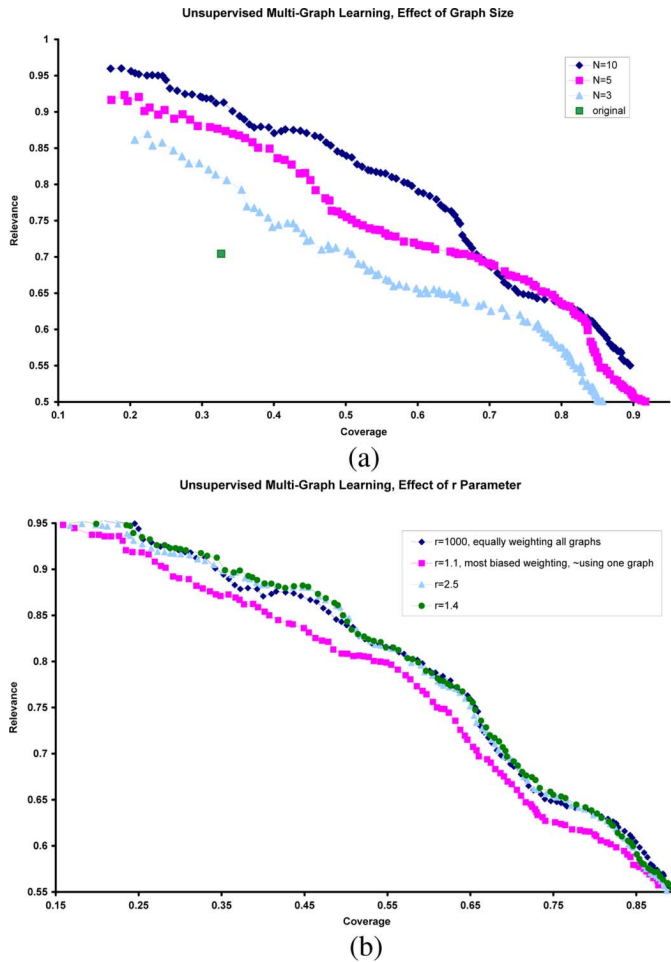 Unsupervised Multi-Graph Learning, Effect of Graph Size
1
0.95
0.9
0.85
0.8
0.75
0.7
0.65
0.6
0.55
0.5
Relevance
N=10
N=5
N=3
original
0.1 0.2 0.3 0.4 0.5 0.6 0.7 0.8 0.9
Coverage
(a)
Unsupervised Multi-Graph Learning, Effect of r Parameter
0.95
0.9
0.85
0.8
0.75
0.7
0.65
0.6
0.55
Relevance
r=1000, equally weighting all graphs
r=1.1, most biased weighting, ~using one graph
r=2.5
r=1.4
0.15 0.25 0.35 0.45 0.55 0.65 0.75 0.85
Coverage
(b)